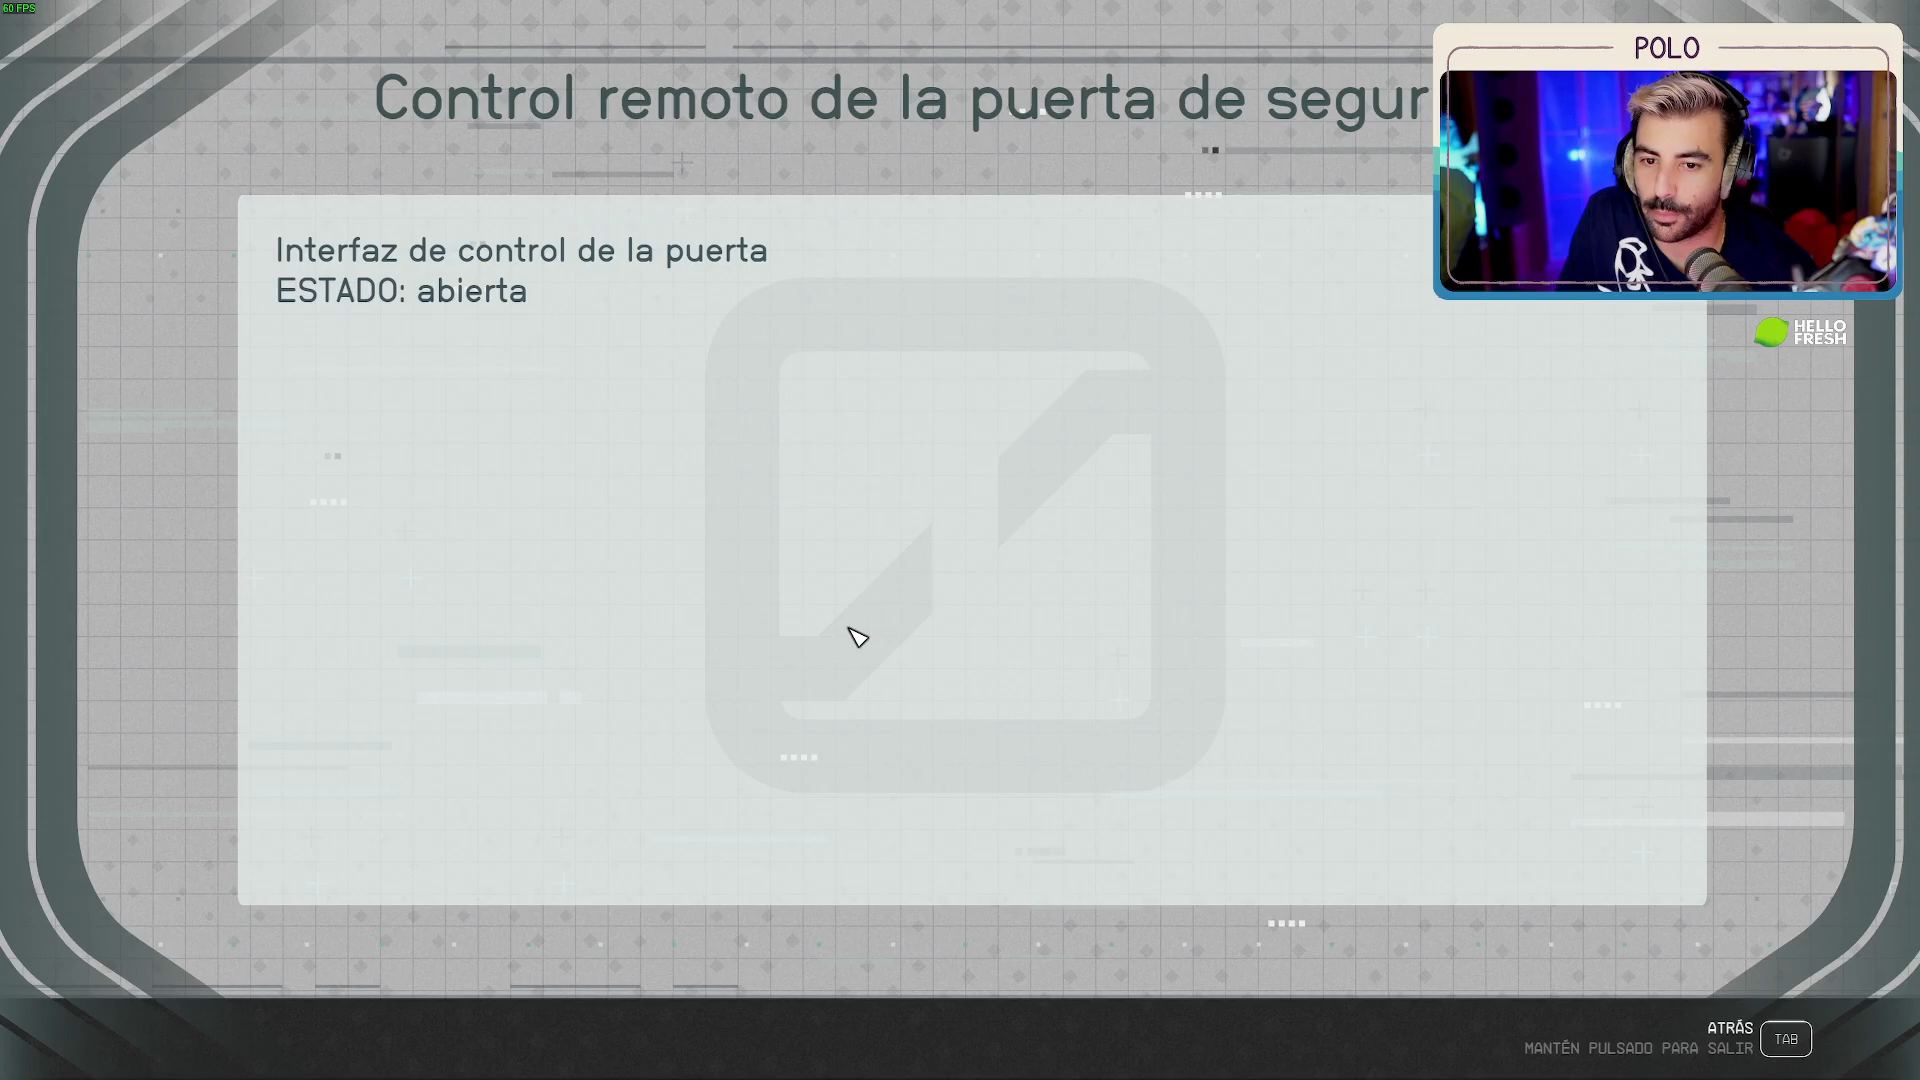 60 FPS
POLO
Control remoto de la puerta de segur
Interfaz de control de la puerta
ESTADO: abierta
HELLO
FRESH
ATRÁS
MANTÉN PULSADO PARA SALIR
TAB